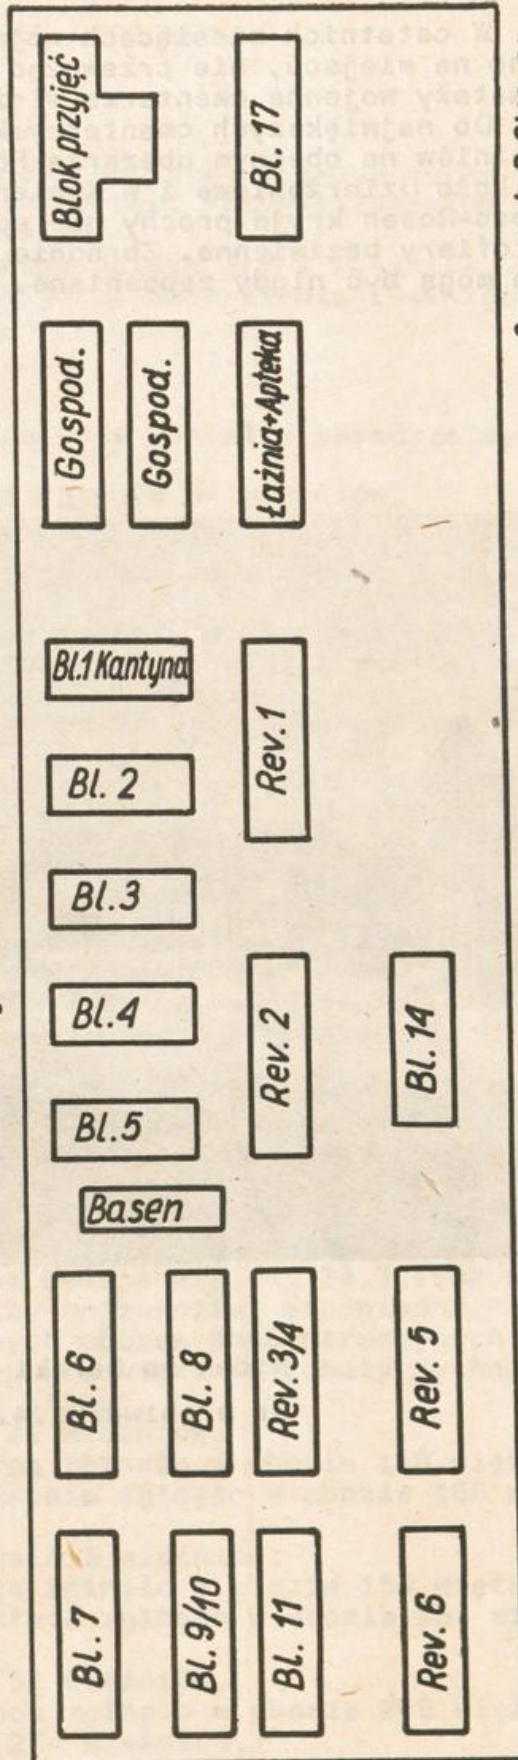 Blok przyjęć
Bl. 17
Gospod.
Gospod.
Łaźnia+Apteka
Bl.1 Kantyna
Rev.1
Bl. 2
Bl.3
Bl.4
Rev. 2
Bl. 14
Bl.5
Basen
Bl. 6
Bl. 8
Rev.3/4
Rev. 5
Bl. 7
Bl. 9/10
Bl. 11
Rev. 6